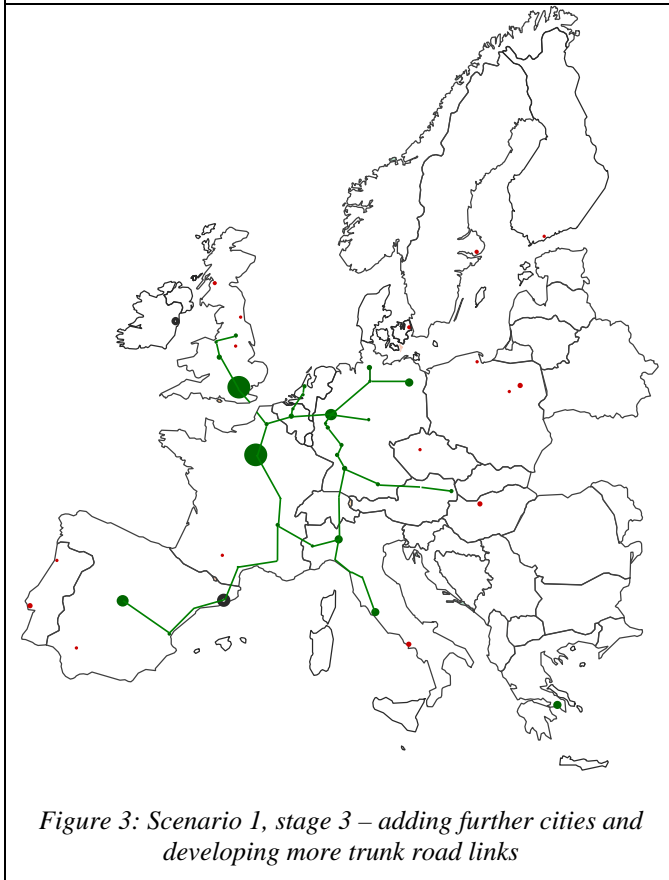 Figure 3: Scenario 1, stage 3 – adding further cities and
developing more trunk road links